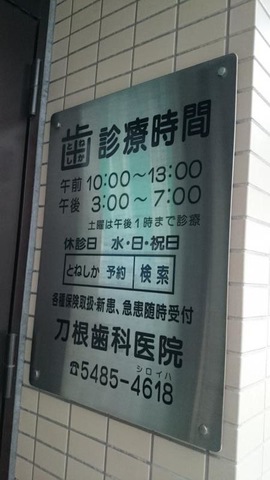 歯 診療時間
午前 10:00～13:00
午後 3:00～7:00
土曜は午後1時まで診療
休診日 水・日・祝日
とねしか 予約 検索
各種保険取扱・新患、急患随時受付
刀根歯科医院
シロイハ
☎5485-4618